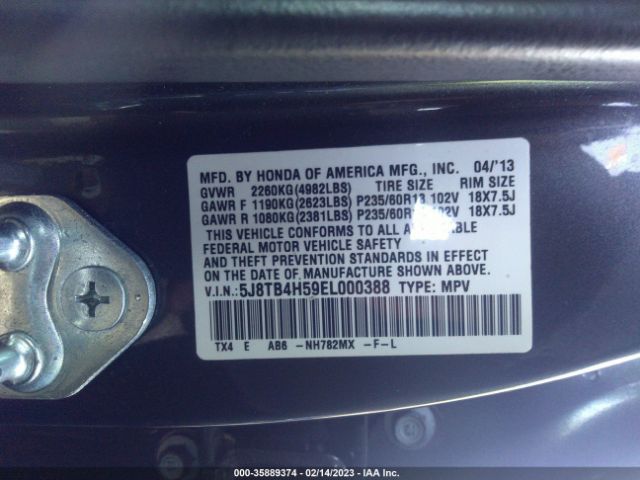 MFD. BY HONDA OF AMERICA MFG., INC. 04/'13
GVWR 2260KG(4982LBS) TIRE SIZE RIM SIZE
GAWR F 1190KG(2623LBS) P235/60R18 102V 18X7.5J
GAWR R 1080KG(2381LBS) P235/60R18 102V 18X7.5J
THIS VEHICLE CONFORMS TO ALL APPLICABLE
FEDERAL MOTOR VEHICLE SAFETY
AND THEFT PREVENTION STANDARDS IN EFFECT
ON THE DATE OF MANUFACTURE SHOWN ABOVE.
V.I.N.:5J8TB4H59EL000388 TYPE: MPV
TX4 E AB6 -NH782MX -F-L
000-35889374 | 02/14/2023 | IAA Inc.